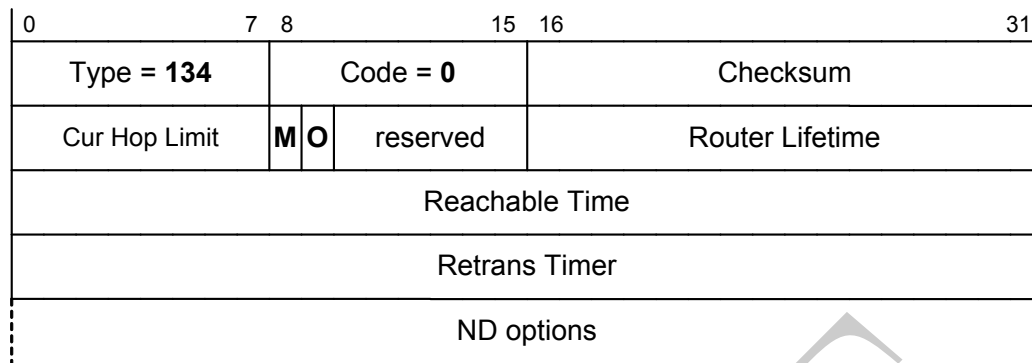 0 7 8 15 16 31
Type = 134 Code = 0 Checksum
Cur Hop Limit M O reserved Router Lifetime
Reachable Time
Retrans Timer
ND options